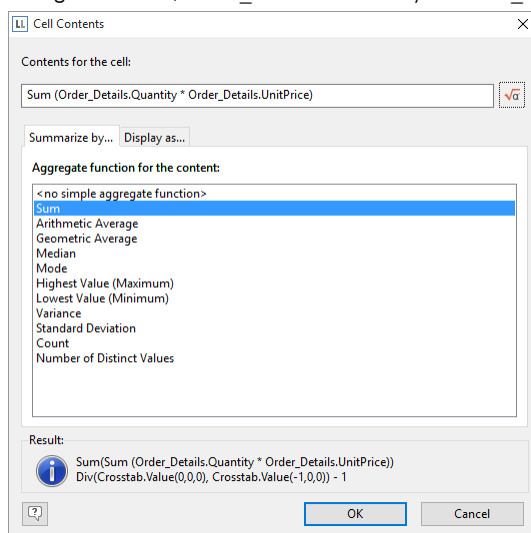 LL Cell Contents
Contents for the cell:
Sum (Order_Details.Quantity * Order_Details.UnitPrice)
√α
Summarize by... Display as...
Aggregate function for the content:
<no simple aggregate function>
Sum
Arithmetic Average
Geometric Average
Median
Mode
Highest Value (Maximum)
Lowest Value (Minimum)
Variance
Standard Deviation
Count
Number of Distinct Values
Result:
Sum(Sum (Order_Details.Quantity * Order_Details.UnitPrice))
Div(Crosstab.Value(0,0,0), Crosstab.Value(-1,0,0)) - 1
? OK Cancel